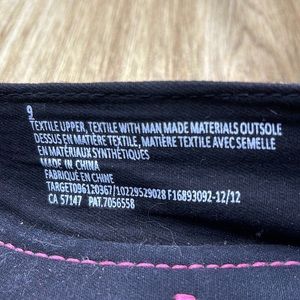 9
TEXTILE UPPER, TEXTILE WITH MAN MADE MATERIALS OUTSOLE
DESSUS EN MATIÈRE TEXTILE, MATIÈRE TEXTILE AVEC SEMELLE
EN MATÉRIAUX SYNTHÉTIQUES
MADE IN CHINA
FABRIQUÉ EN CHINE
TARGET096120367/10229529028 F16893092-12/12
CA 57147 PAT.7056558